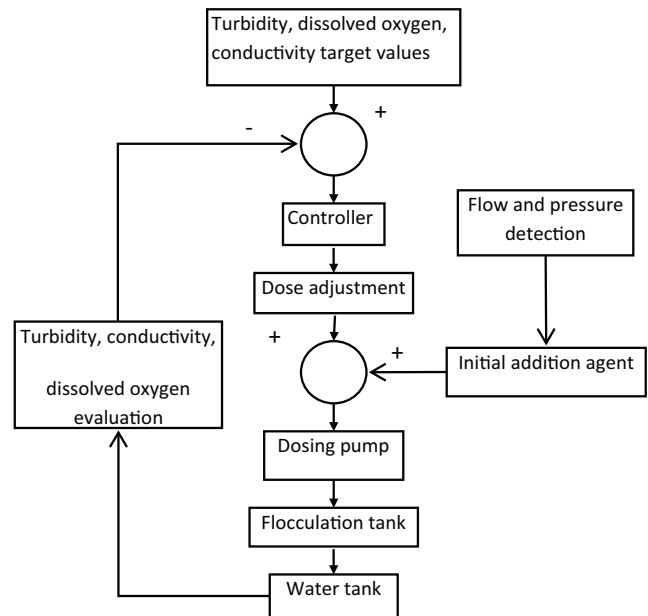 Turbidity, dissolved oxygen,
conductivity target values
+
-
Controller
Flow and pressure
detection
Dose adjustment
+
+
Turbidity, conductivity,
dissolved oxygen
evaluation
Initial addition agent
Dosing pump
Flocculation tank
Water tank